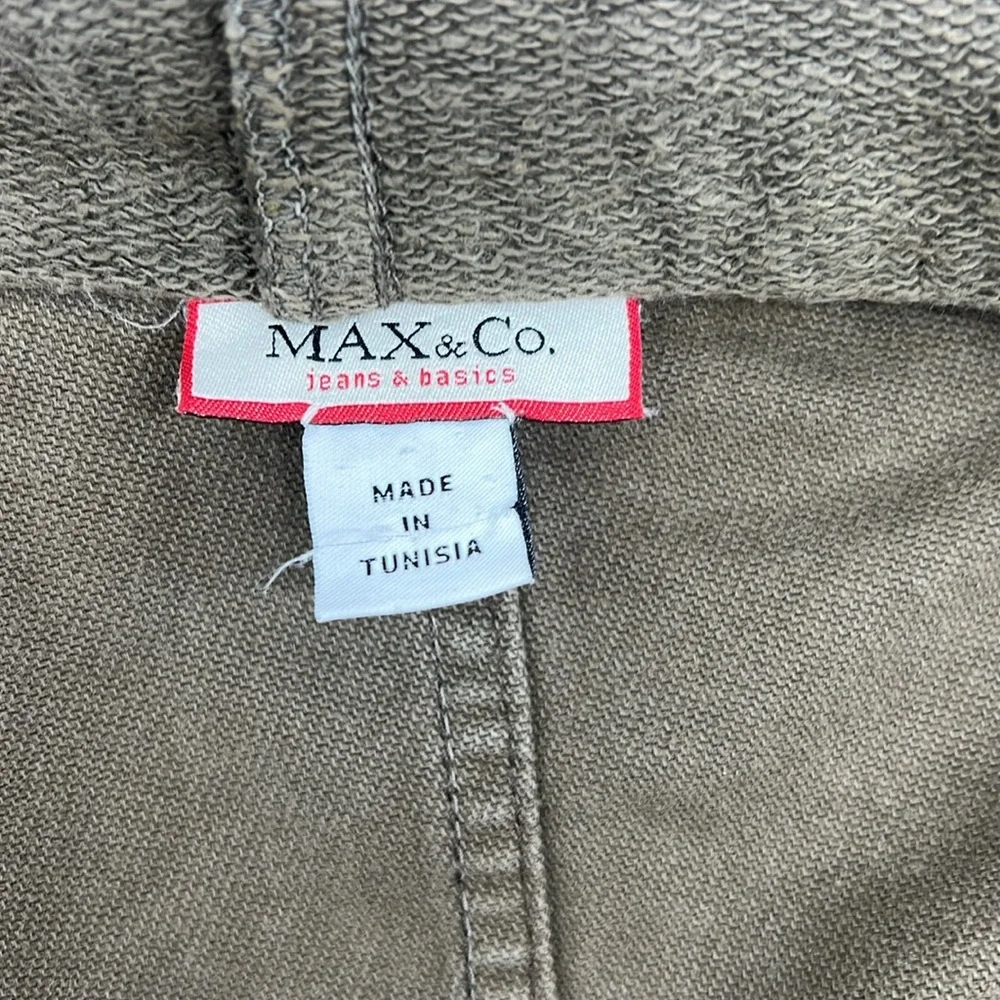 MAX&Co.
jeans & basics
MADE
IN
TUNISIA